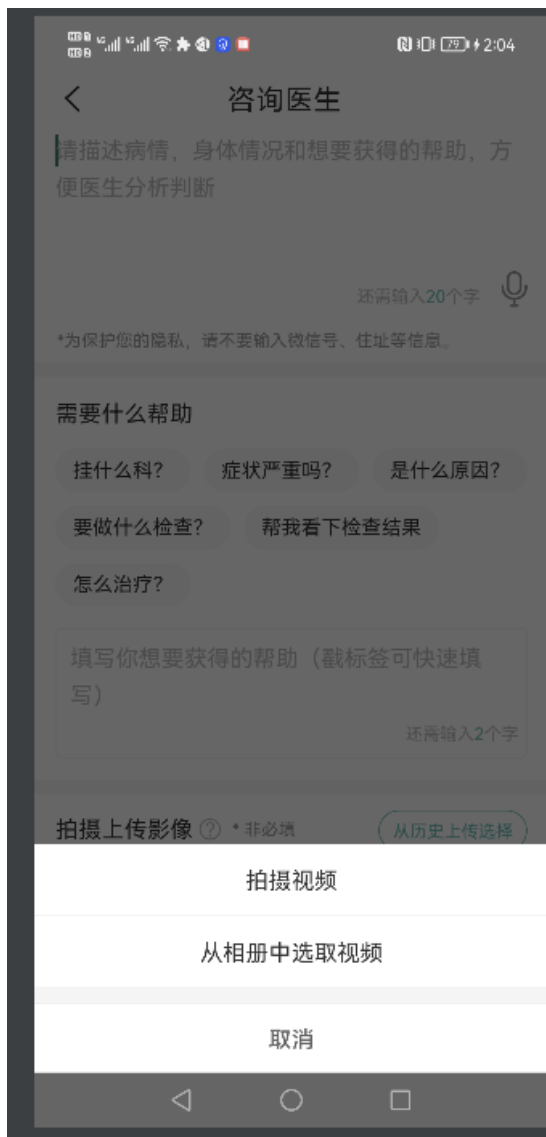 2:04
79
咨询医生
请描述病情，身体情况和想要获得的帮助，方
便医生分析判断
还需输入20个字
*为保护您的隐私，请不要输入微信号、住址等信息。
需要什么帮助
挂什么科？ 症状严重吗？ 是什么原因？
要做什么检查？ 帮我看下检查结果
怎么治疗？
填写你想要获得的帮助（戳标签可快速填
写）
还需输入2个字
拍摄上传影像 ? *非必填 从历史上传选择
拍摄视频
从相册中选取视频
取消